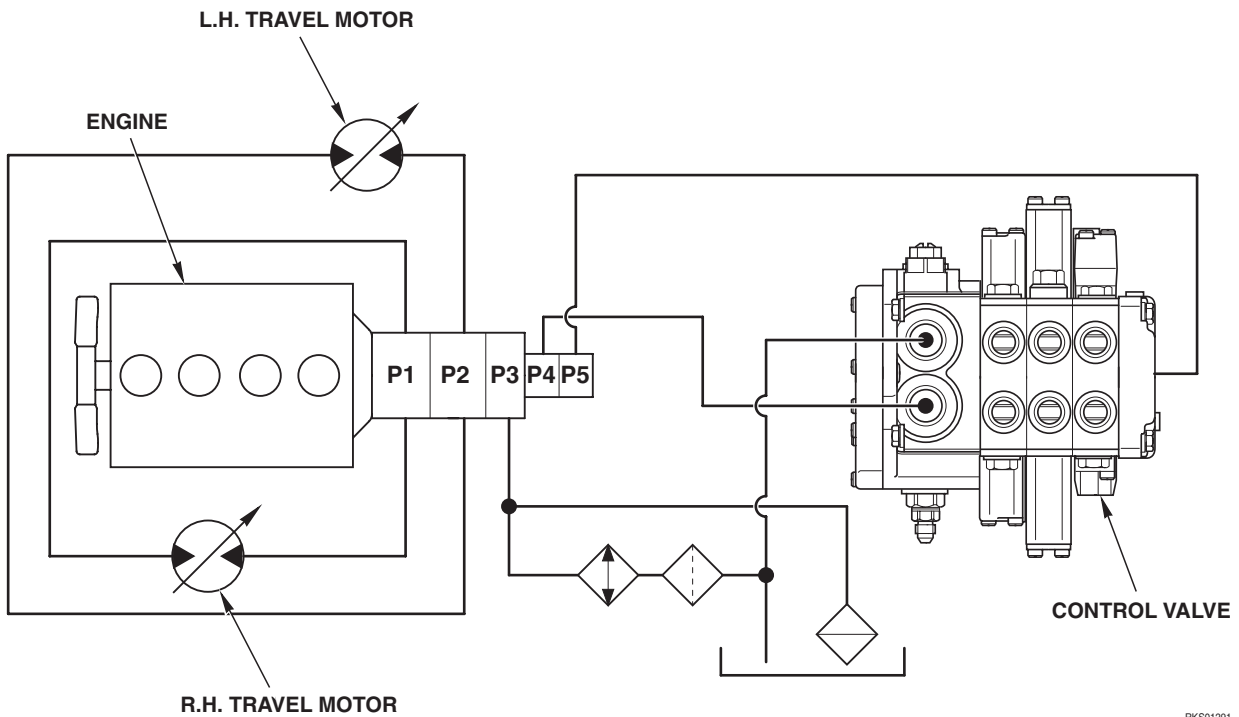 L.H. TRAVEL MOTOR
ENGINE
P1 P2 P3 P4 P5
CONTROL VALVE
R.H. TRAVEL MOTOR